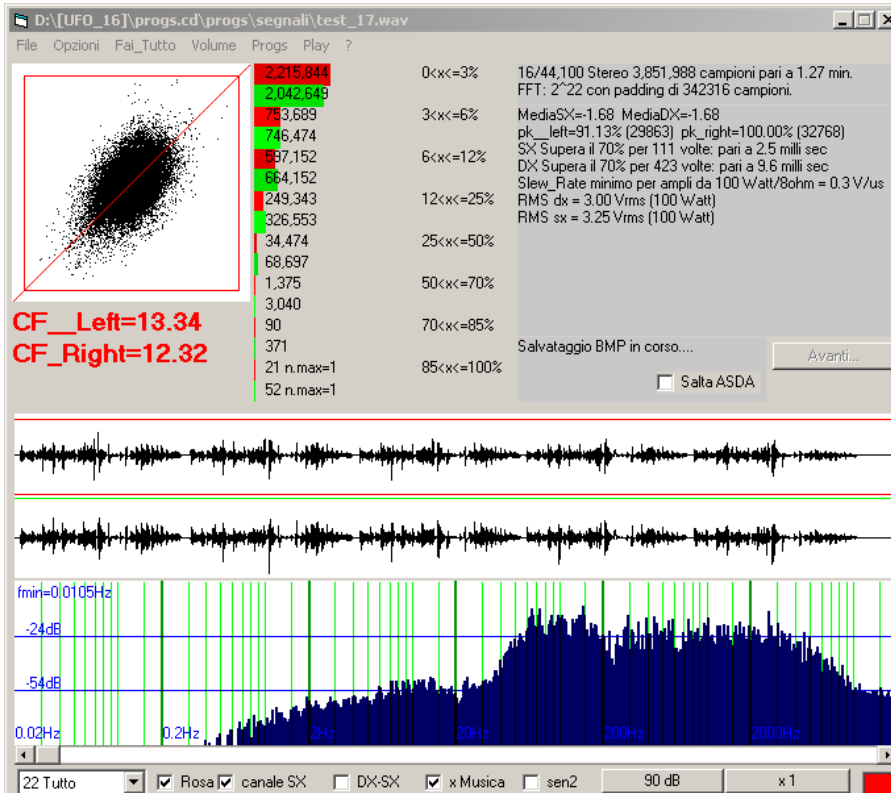 D:\[UFO_16]\progs.cd\progs\segnali\test_17.wav
File Opzioni Fai_Tutto Volume Progs Play ?
2,215,644 0<x<=3%
2,042,649
753,689 3<x<=6%
746,474
597,152 6<x<=12%
664,152
249,343 12<x<=25%
326,553
34,474 25<x<=50%
68,697
1,375 50<x<=70%
3,040
90 70<x<=85%
371
21 n.max=1 85<x<=100%
52 n.max=1
16/44,100 Stereo 3,851,988 campioni pari a 1.27 min.
FFT: 2^22 con padding di 342316 campioni.
MediaSX=-1.68 MediaDX=-1.68
pk__left=91.13% (29863) pk_right=100.00% (32768)
SX Supera il 70% per 111 volte: pari a 2.5 milli sec
DX Supera il 70% per 423 volte: pari a 9.6 milli sec
Slew_Rate minimo per ampli da 100 Watt/8ohm = 0.3 V/us
RMS dx = 3.00 Vrms (100 Watt)
RMS sx = 3.25 Vrms (100 Watt)
CF__Left=13.34
CF_Right=12.32
Salvataggio BMP in corso....
Avanti...
Salta ASDA
fmin=0.0105Hz
-24dB
-54dB
0.02Hz 0.2Hz 2Hz 20Hz 200Hz 2000Hz
22 Tutto Rosa canale SX DX-SX x Musica sen2 90 dB x 1